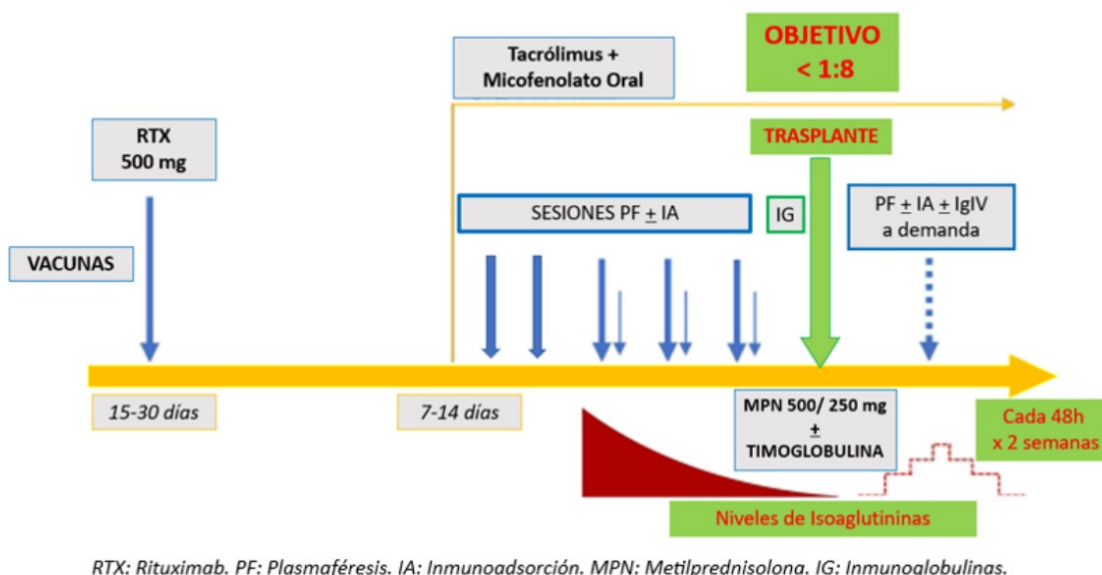 Tacrólimus +
Micofenolato Oral
OBJETIVO
< 1:8
RTX
500 mg
TRASPLANTE
VACUNAS
SESIONES PF ± IA
IG
PF ± IA ± IgIV
a demanda
15-30 días
7-14 días
MPN 500/ 250 mg
±
TIMOGLOBULINA
Cada 48h
x 2 semanas
Niveles de Isoaglutininas
RTX: Rituximab. PF: Plasmaféresis. IA: Inmunoadsorción. MPN: Metilprednisolona. IG: Inmunoglobulinas.